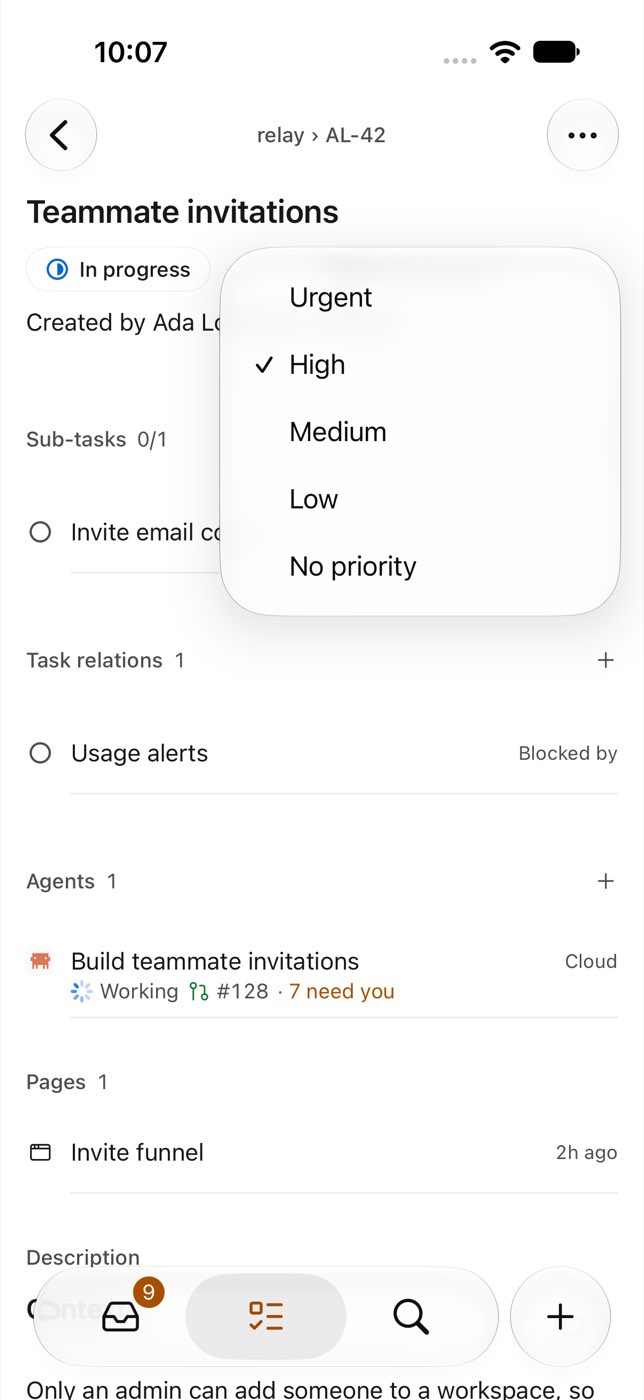 10:07
relay › AL-42
Teammate invitations
In progress
Urgent
Created by Ada
High
Medium
Sub-tasks 0/1
Low
Invite email
No priority
Task relations 1
Usage alerts Blocked by
Agents 1
Build teammate invitations Cloud
Working #128 · 7 need you
Pages 1
Invite funnel 2h ago
Description
9
Only an admin can add someone to a workspace, so